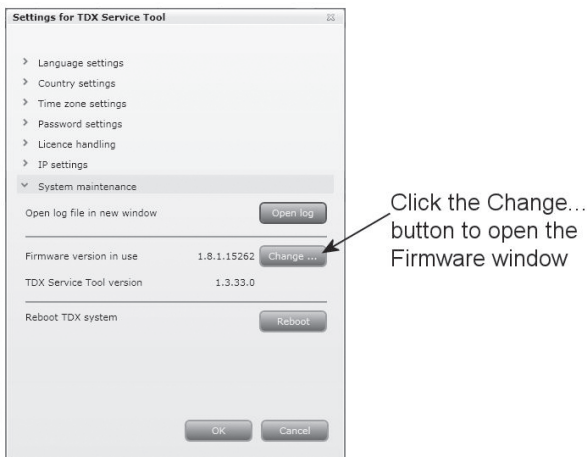 Settings for TDX Service Tool
Language settings
Country settings
Time zone settings
Password settings
Licence handling
IP settings
System maintenance
Open log file in new window Open log
Firmware version in use 1.8.1.15262 Change ...
TDX Service Tool version 1.3.33.0
Reboot TDX system Reboot
OK Cancel
Click the Change...
button to open the
Firmware window